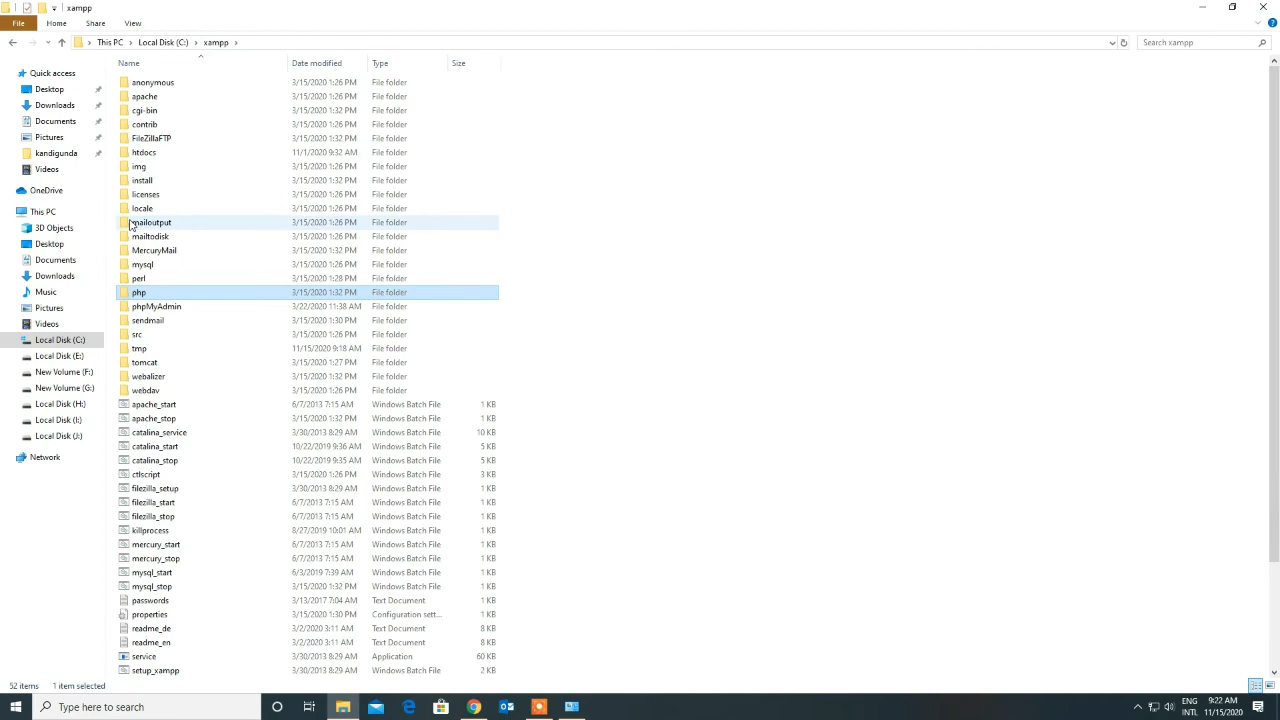 xampp
File Home Share View
This PC Local Disk (C:) xampp Search xampp
Name Date modified Type Size
Quick access
Desktop
Downloads
Documents
Pictures
kandigunda
Videos
OneDrive
This PC
3D Objects
Desktop
Documents
Downloads
Music
Pictures
Videos
Local Disk (C:)
Local Disk (E:)
New Volume (F:)
New Volume (G:)
Local Disk (H:)
Local Disk (I:)
Local Disk (J:)
Network
anonymous 3/15/2020 1:26 PM File folder
apache 3/15/2020 1:26 PM File folder
cgi-bin 3/15/2020 1:32 PM File folder
contrib 3/15/2020 1:26 PM File folder
FileZillaFTP 3/15/2020 1:32 PM File folder
htdocs 11/1/2020 9:32 AM File folder
img 3/15/2020 1:26 PM File folder
install 3/15/2020 1:32 PM File folder
licenses 3/15/2020 1:26 PM File folder
locale 3/15/2020 1:26 PM File folder
mailoutput 3/15/2020 1:26 PM File folder
mailtodisk 3/15/2020 1:26 PM File folder
MercuryMail 3/15/2020 1:32 PM File folder
mysql 3/15/2020 1:26 PM File folder
perl 3/15/2020 1:28 PM File folder
php 3/15/2020 1:32 PM File folder
phpMyAdmin 3/22/2020 11:38 AM File folder
sendmail 3/15/2020 1:30 PM File folder
src 3/15/2020 1:26 PM File folder
tmp 11/15/2020 9:18 AM File folder
tomcat 3/15/2020 1:27 PM File folder
webalizer 3/15/2020 1:32 PM File folder
webdav 3/15/2020 1:26 PM File folder
apache_start 6/7/2013 7:15 AM Windows Batch File 1 KB
apache_stop 3/15/2020 1:32 PM Windows Batch File 1 KB
catalina_service 3/30/2013 8:29 AM Windows Batch File 10 KB
catalina_start 10/22/2019 9:36 AM Windows Batch File 5 KB
catalina_stop 10/22/2019 9:35 AM Windows Batch File 5 KB
ctlscript 3/15/2020 1:26 PM Windows Batch File 3 KB
filezilla_setup 3/30/2013 8:29 AM Windows Batch File 1 KB
filezilla_start 6/7/2013 7:15 AM Windows Batch File 1 KB
filezilla_stop 6/7/2013 7:15 AM Windows Batch File 1 KB
killprocess 8/27/2019 10:01 AM Windows Batch File 1 KB
mercury_start 6/7/2013 7:15 AM Windows Batch File 1 KB
mercury_stop 6/7/2013 7:15 AM Windows Batch File 1 KB
mysql_start 6/3/2019 7:39 AM Windows Batch File 1 KB
mysql_stop 3/15/2020 1:32 PM Windows Batch File 1 KB
passwords 3/13/2017 7:04 AM Text Document 1 KB
properties 3/15/2020 1:30 PM Configuration sett... 1 KB
readme_de 3/2/2020 3:11 AM Text Document 8 KB
readme_en 3/2/2020 3:11 AM Text Document 8 KB
service 3/30/2013 8:29 AM Application 60 KB
setup_xampp 3/30/2013 8:29 AM Windows Batch File 2 KB
52 items 1 item selected
Type here to search
ENG 9:22 AM
INTL 11/15/2020